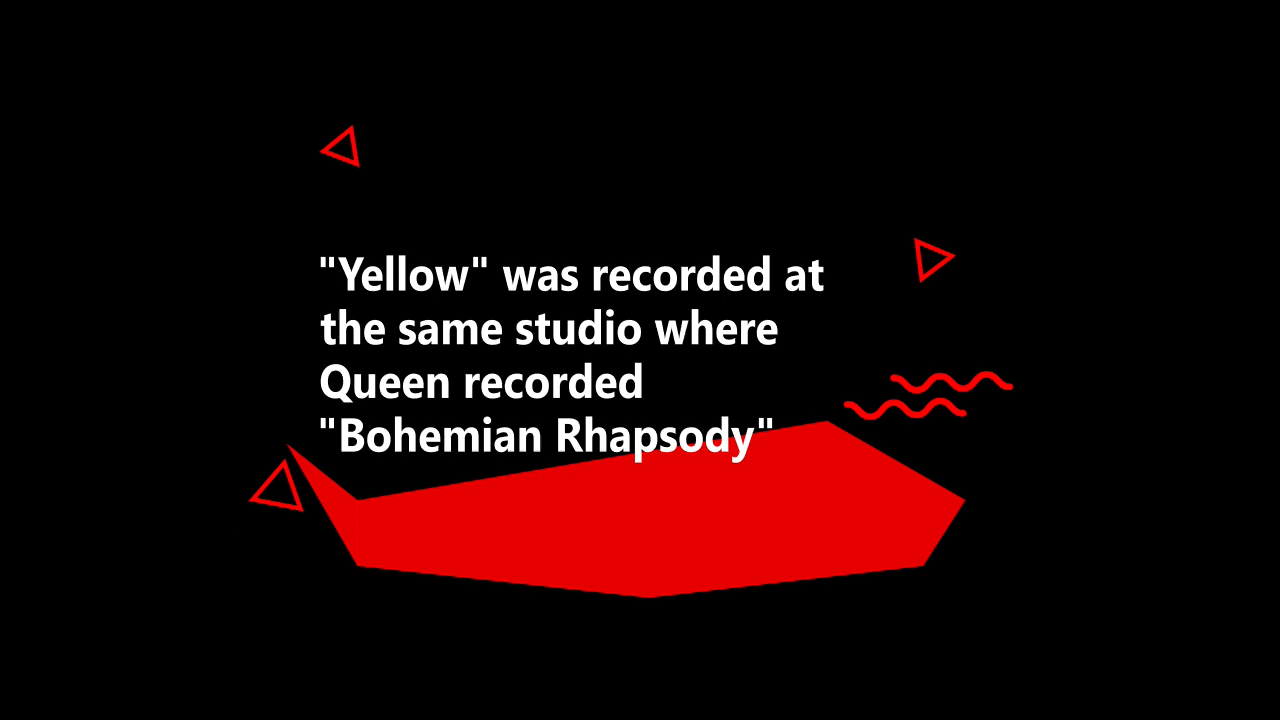 "Yellow" was recorded at
the same studio where
Queen recorded
"Bohemian Rhapsody"